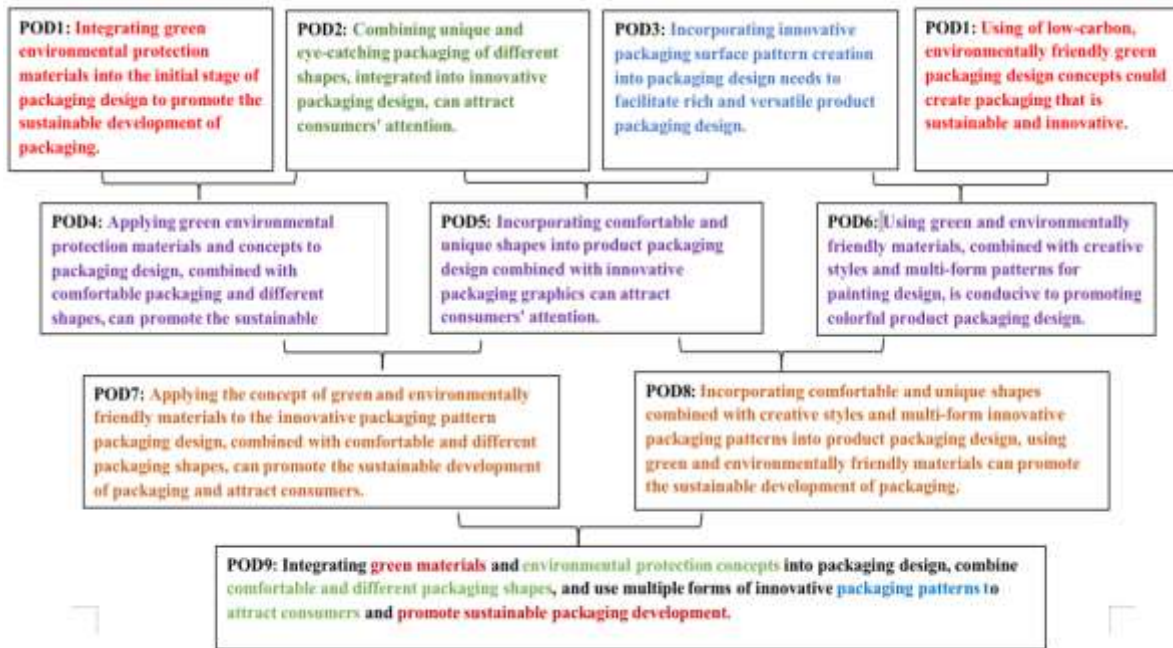 POD1: Integrating green
environmental protection
materials into the initial stage of
packaging design to promote the
sustainable development of
packaging.
POD2: Combining unique and
eye-catching packaging of different
shapes, integrated into innovative
packaging design, can attract
consumers' attention.
POD3: Incorporating innovative
packaging surface pattern creation
into packaging design needs to
facilitate rich and versatile product
packaging design.
POD1: Using of low-carbon,
environmentally friendly green
packaging design concepts could
create packaging that is
sustainable and innovative.
POD4: Applying green environmental
protection materials and concepts to
packaging design, combined with
comfortable packaging and different
shapes, can promote the sustainable
POD5: Incorporating comfortable and
unique shapes into product packaging
design combined with innovative
packaging graphics can attract
consumers' attention.
POD6: Using green and environmentally
friendly materials, combined with creative
styles and multi-form patterns for
painting design, is conducive to promoting
colorful product packaging design.
POD7: Applying the concept of green and environmentally
friendly materials to the innovative packaging pattern
packaging design, combined with comfortable and different
packaging shapes, can promote the sustainable development
of packaging and attract consumers.
POD8: Incorporating comfortable and unique shapes
combined with creative styles and multi-form innovative
packaging patterns into product packaging design, using
green and environmentally friendly materials can promote
the sustainable development of packaging.
POD9: Integrating green materials and environmental protection concepts into packaging design, combine
comfortable and different packaging shapes, and use multiple forms of innovative packaging patterns to
attract consumers and promote sustainable packaging development.